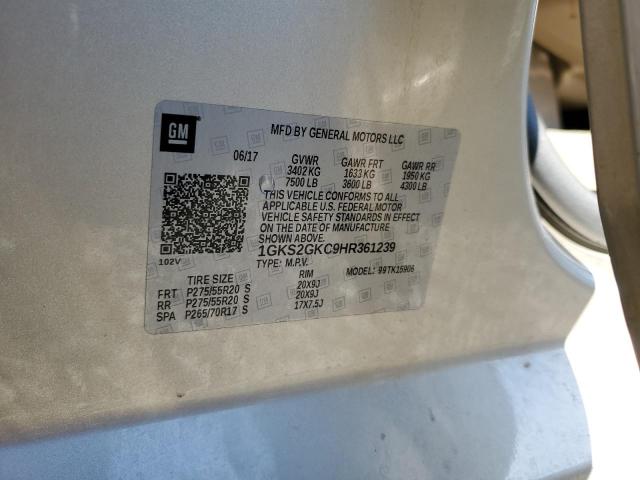 GM
MFD BY GENERAL MOTORS LLC
06/17 GVWR GAWR FRT GAWR RR
3402 KG 1633 KG 1950 KG
7500 LB 3600 LB 4300 LB
THIS VEHICLE CONFORMS TO ALL
APPLICABLE U.S. FEDERAL MOTOR
VEHICLE SAFETY STANDARDS IN EFFECT
ON THE DATE OF MANUFACTURE
SHOWN ABOVE.
102V 1GKS2GKC9HR361239
TYPE: M.P.V. MODEL: 99TK15906
TIRE SIZE RIM
FRT P275/55R20 S 20X9J
RR P275/55R20 S 20X9J
SPA P265/70R17 S 17X7.5J